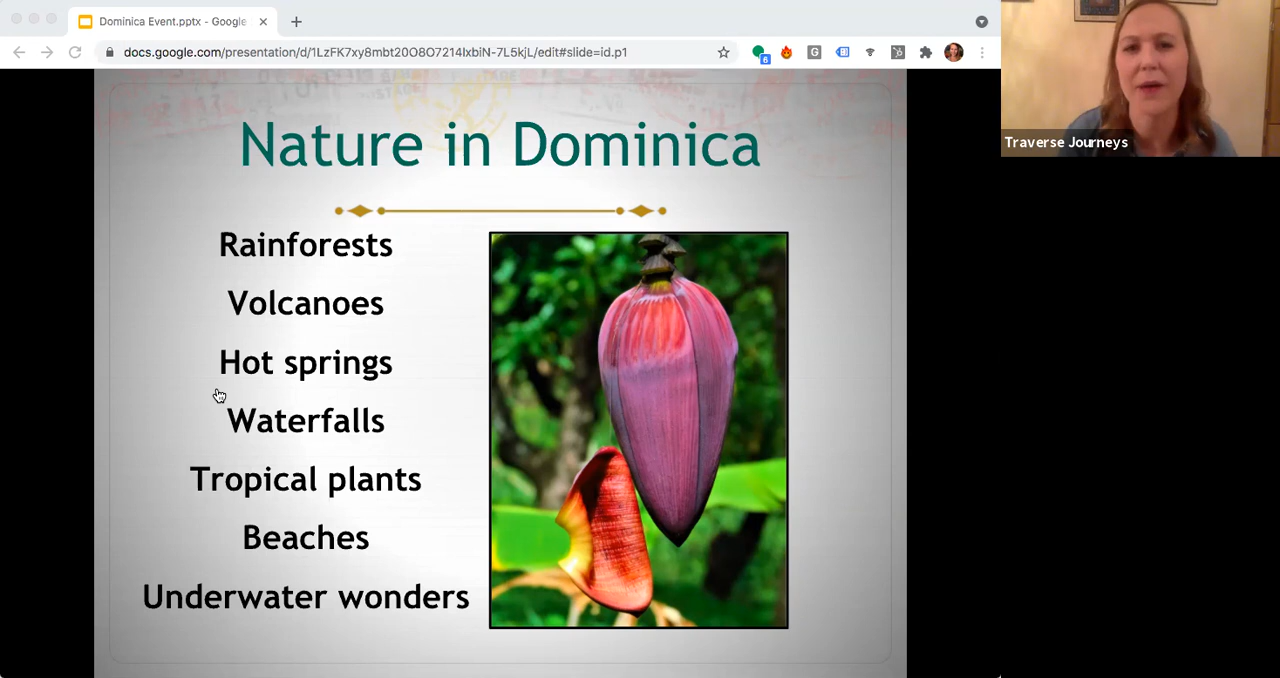 Dominica Event.pptx - Google
docs.google.com/presentation/d/1LzFK7xy8mbt20O8O7214IxbiN-7L5kjL/edit#slide=id.p1
6
G
Traverse Journeys
Nature in Dominica
Rainforests
Volcanoes
Hot springs
Waterfalls
Tropical plants
Beaches
Underwater wonders